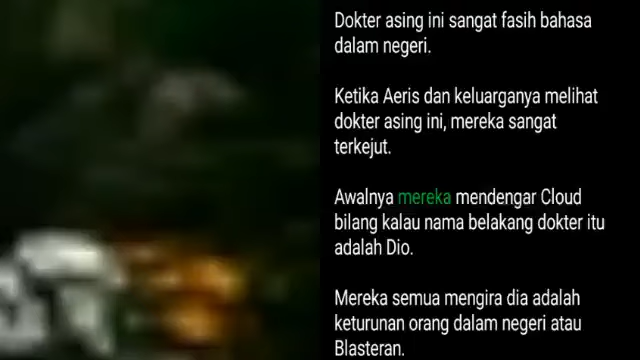 Dokter asing ini sangat fasih bahasa
dalam negeri.
Ketika Aeris dan keluarganya melihat
dokter asing ini, mereka sangat
terkejut.
Awalnya mereka mendengar Cloud
bilang kalau nama belakang dokter itu
adalah Dio.
Mereka semua mengira dia adalah
keturunan orang dalam negeri atau
Blasteran.